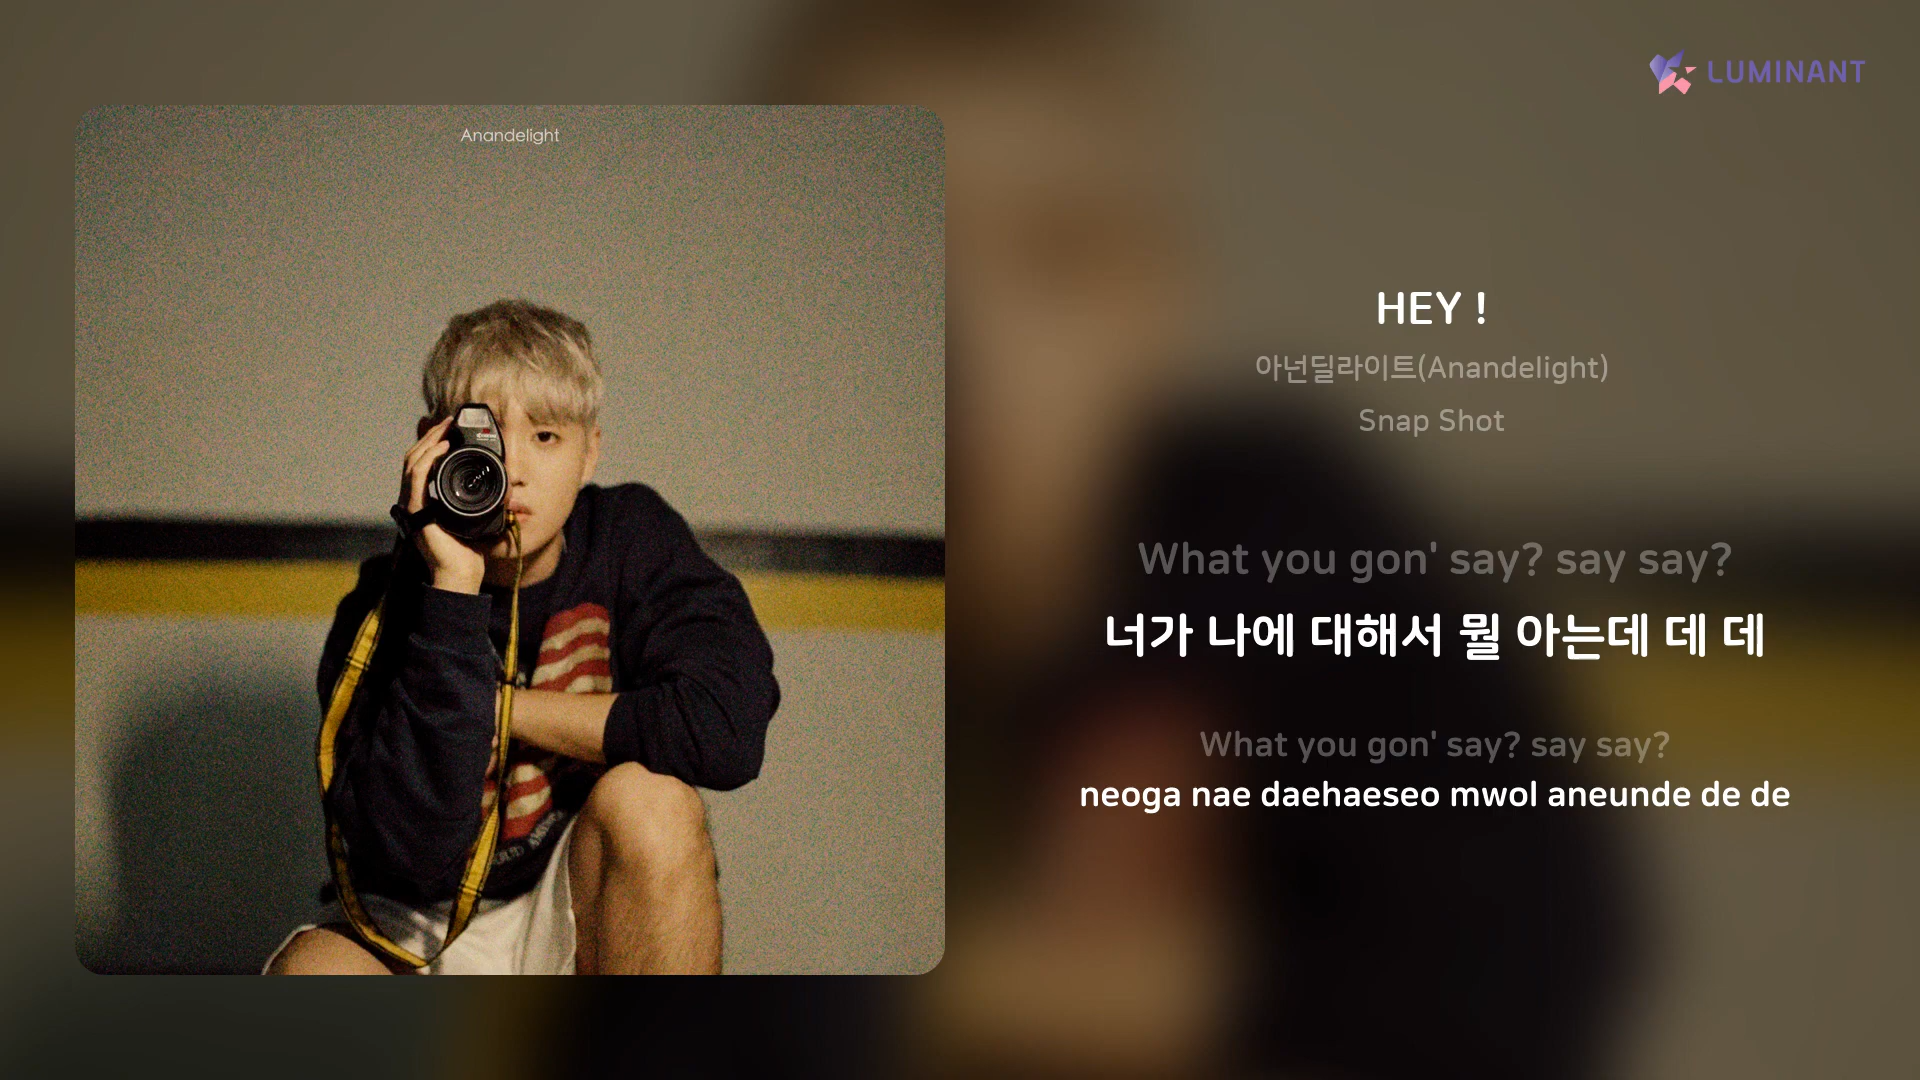 LUMINANT
Anandelight
HEY !
아넌딜라이트(Anandelight)
Snap Shot
What you gon' say? say say?
너가 나에 대해서 뭘 아는데 데 데
What you gon' say? say say?
neoga nae daehaeseo mwol aneunde de de